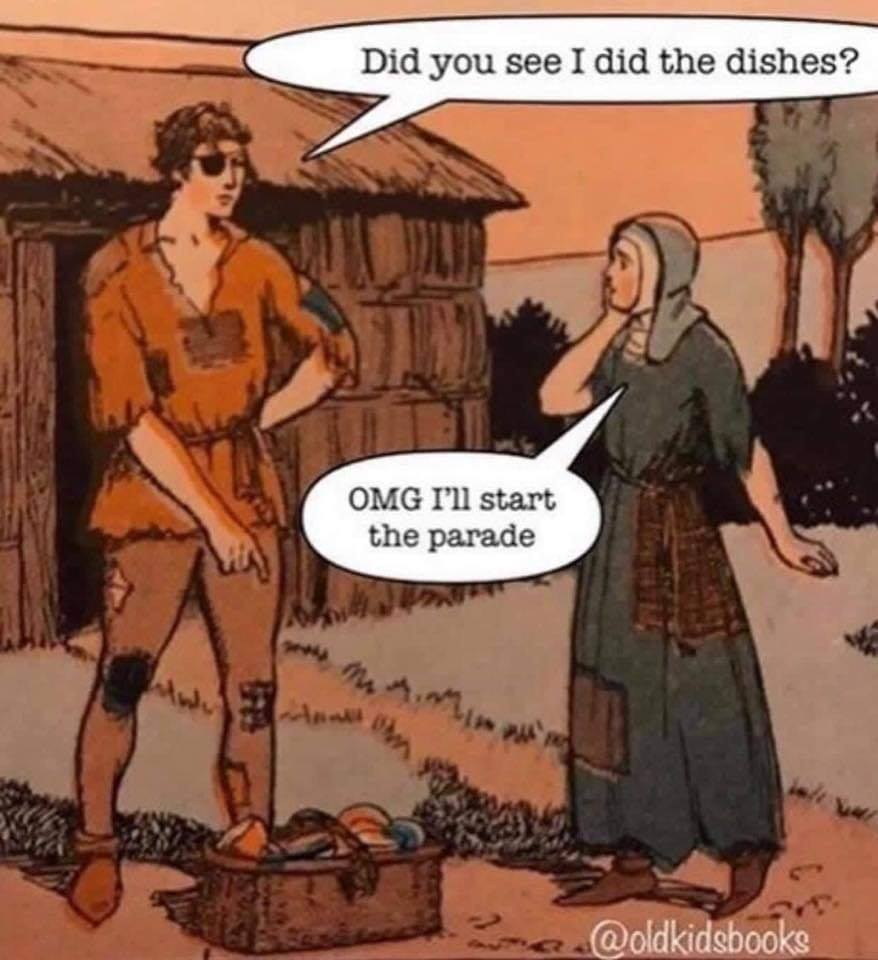 Did you see I did the dishes?
OMG I'll start
the parade
@oldkidsbooks